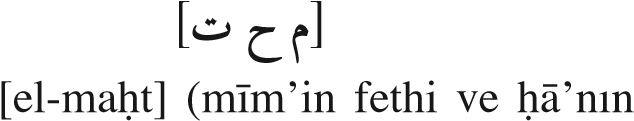 [م ح ت]
[el-maḥt] (mīm’in fethi ve ḥā’nın